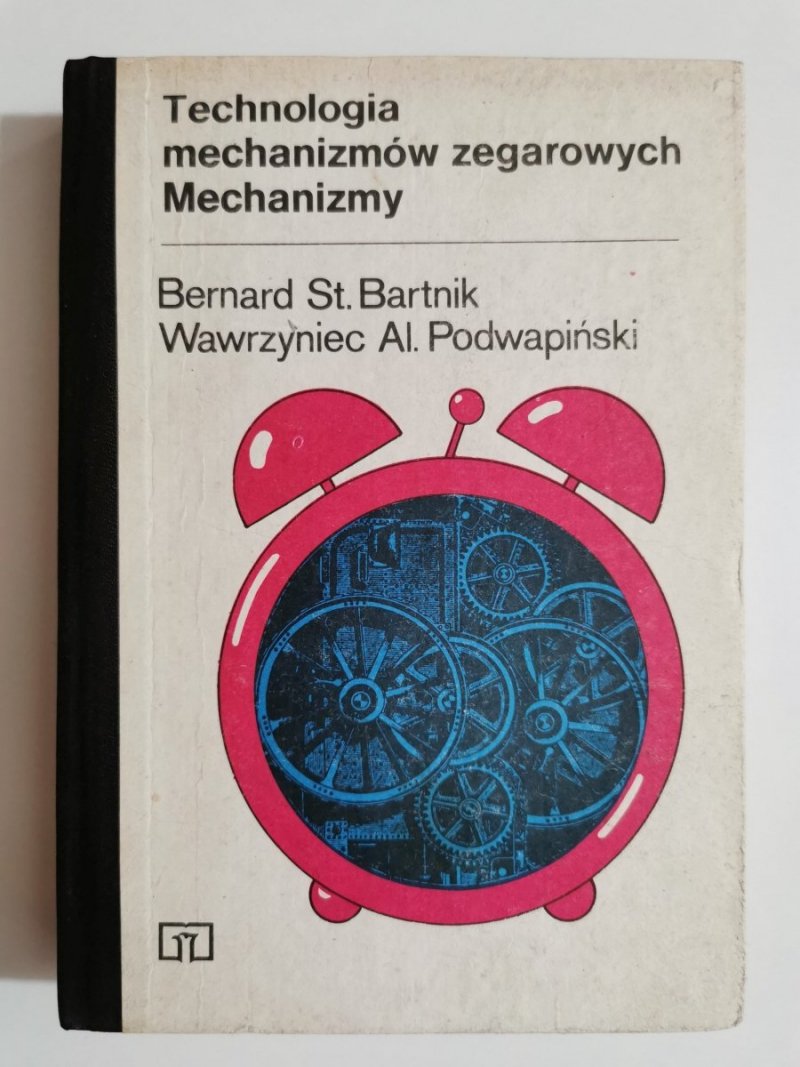 Technologia
mechanizmów zegarowych
Mechanizmy
Bernard St. Bartnik
Wawrzyniec Al. Podwapiński